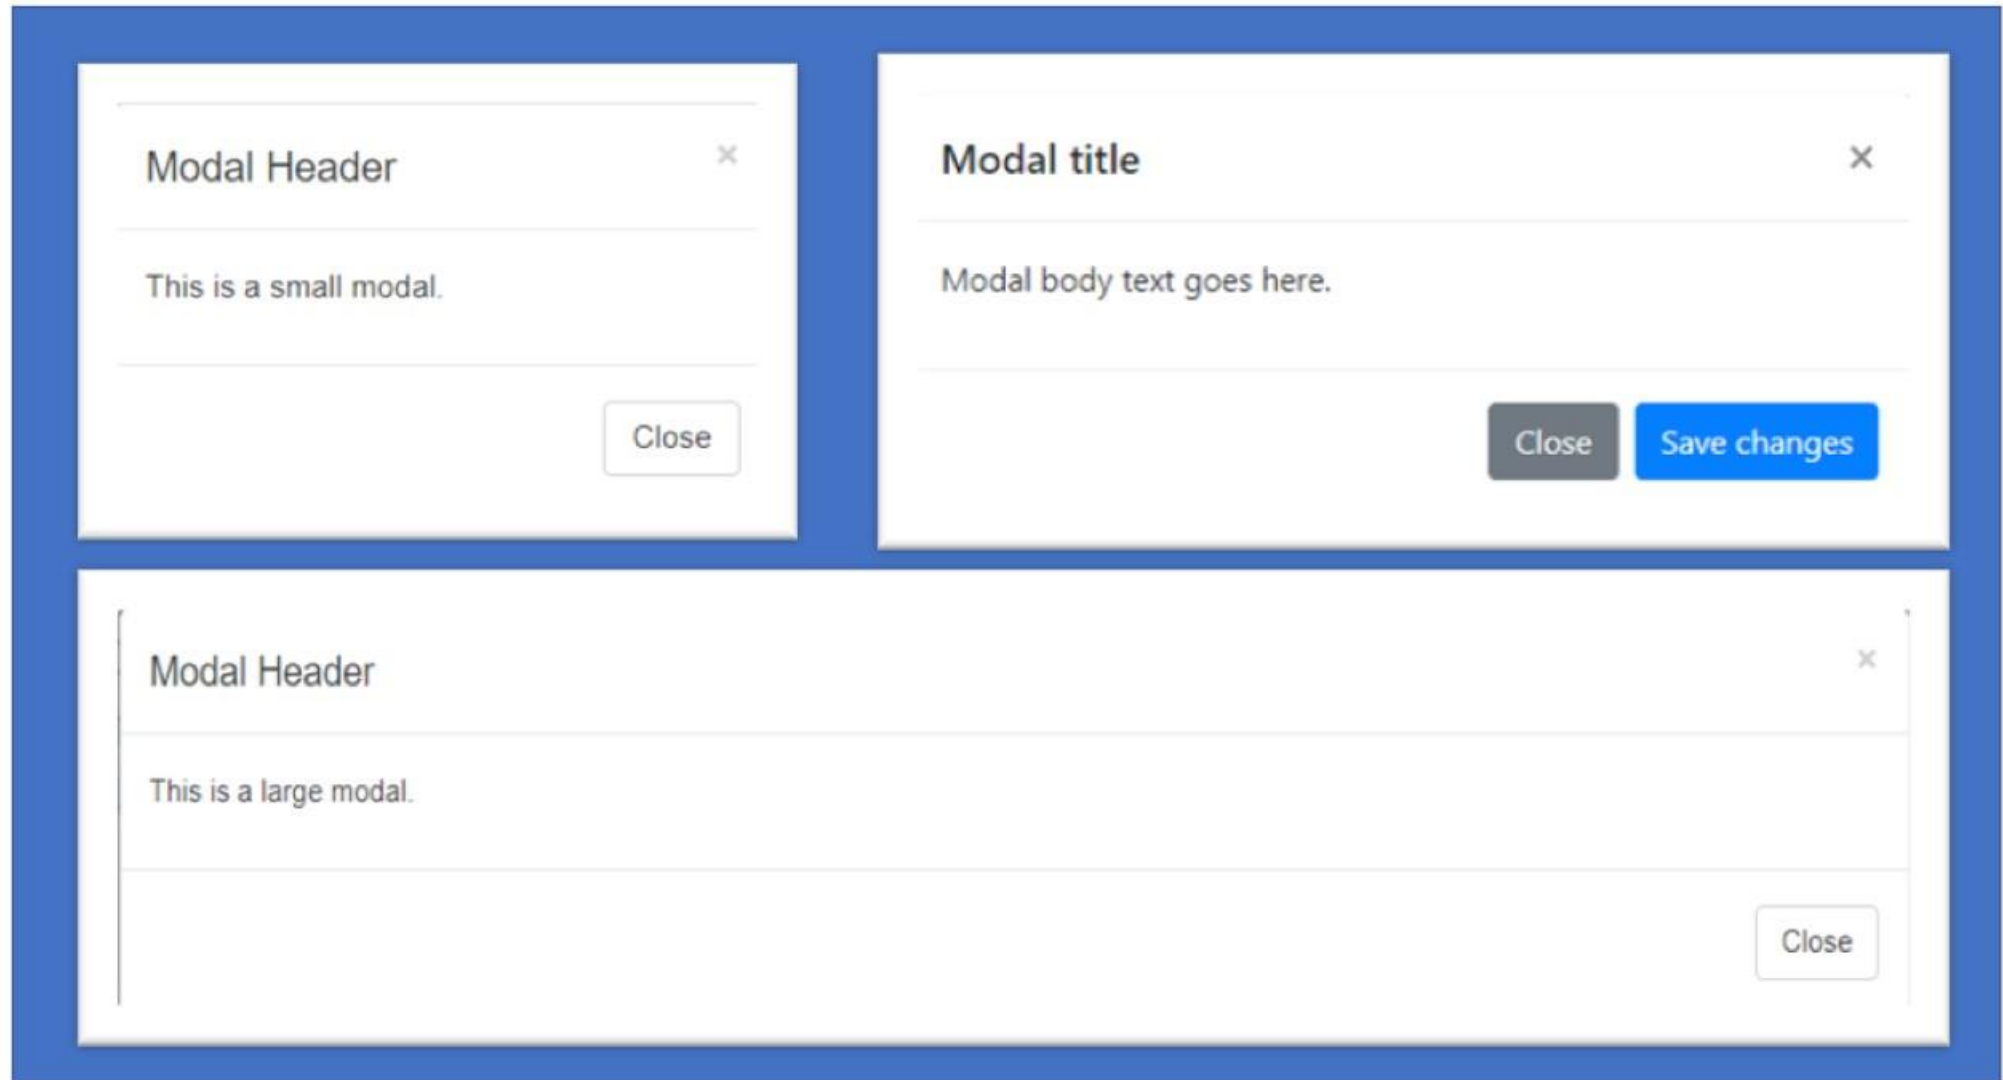 Modal Header ×
This is a small modal.
Close
Modal title ×
Modal body text goes here.
Close Save changes
Modal Header ×
This is a large modal.
Close